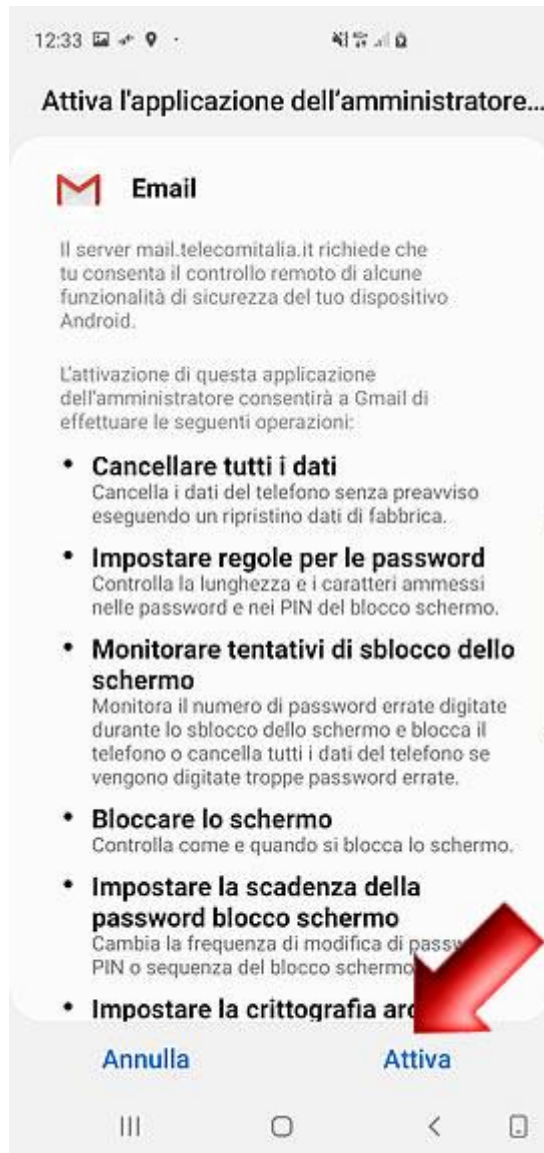 12:33
Attiva l'applicazione dell'amministratore...
Email
Il server mail.telecomitalia.it richiede che
tu consenta il controllo remoto di alcune
funzionalità di sicurezza del tuo dispositivo
Android.
L'attivazione di questa applicazione
dell'amministratore consentirà a Gmail di
effettuare le seguenti operazioni:
• Cancellare tutti i dati
Cancella i dati del telefono senza preavviso
eseguendo un ripristino dati di fabbrica.
• Impostare regole per le password
Controlla la lunghezza e i caratteri ammessi
nelle password e nei PIN del blocco schermo.
• Monitorare tentativi di sblocco dello
schermo
Monitora il numero di password errate digitate
durante lo sblocco dello schermo e blocca il
telefono o cancella tutti i dati del telefono se
vengono digitate troppe password errate.
• Bloccare lo schermo
Controlla come e quando si blocca lo schermo.
• Impostare la scadenza della
password blocco schermo
Cambia la frequenza di modifica di
PIN o sequenza del blocco schermo
• Impostare la crittografia
Annulla Attiva